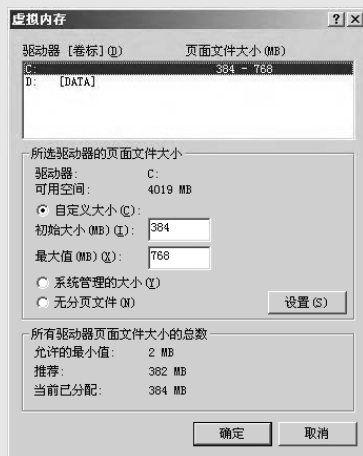 虚拟内存
驱动器 [卷标](D) 页面文件大小(MB)
C: 384 - 768
D: [DATA]
所选驱动器的页面文件大小
驱动器: C:
可用空间: 4019 MB
自定义大小(C):
初始大小(MB)(I): 384
最大值(MB)(X): 768
系统管理的大小(Y)
无分页文件(N) 设置(S)
所有驱动器页面文件大小的总数
允许的最小值: 2 MB
推荐: 382 MB
当前已分配: 384 MB
确定 取消